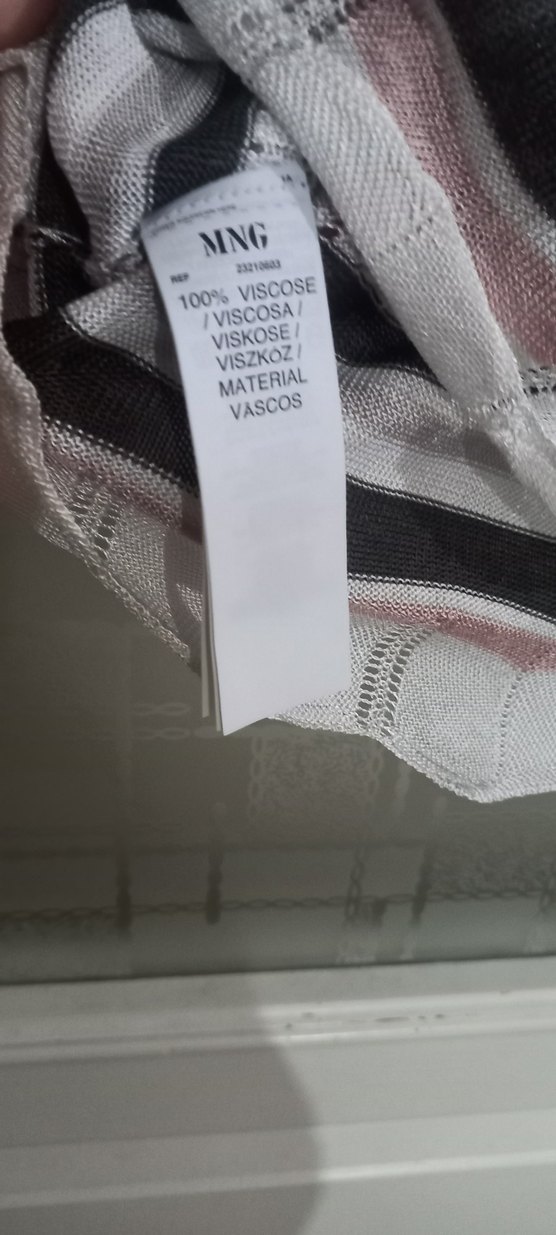 MNG
REF 23210603
100% VISCOSE
/ VISCOSA /
VISKOSE /
VISZKÓZ /
MATERIAL
VASCOS